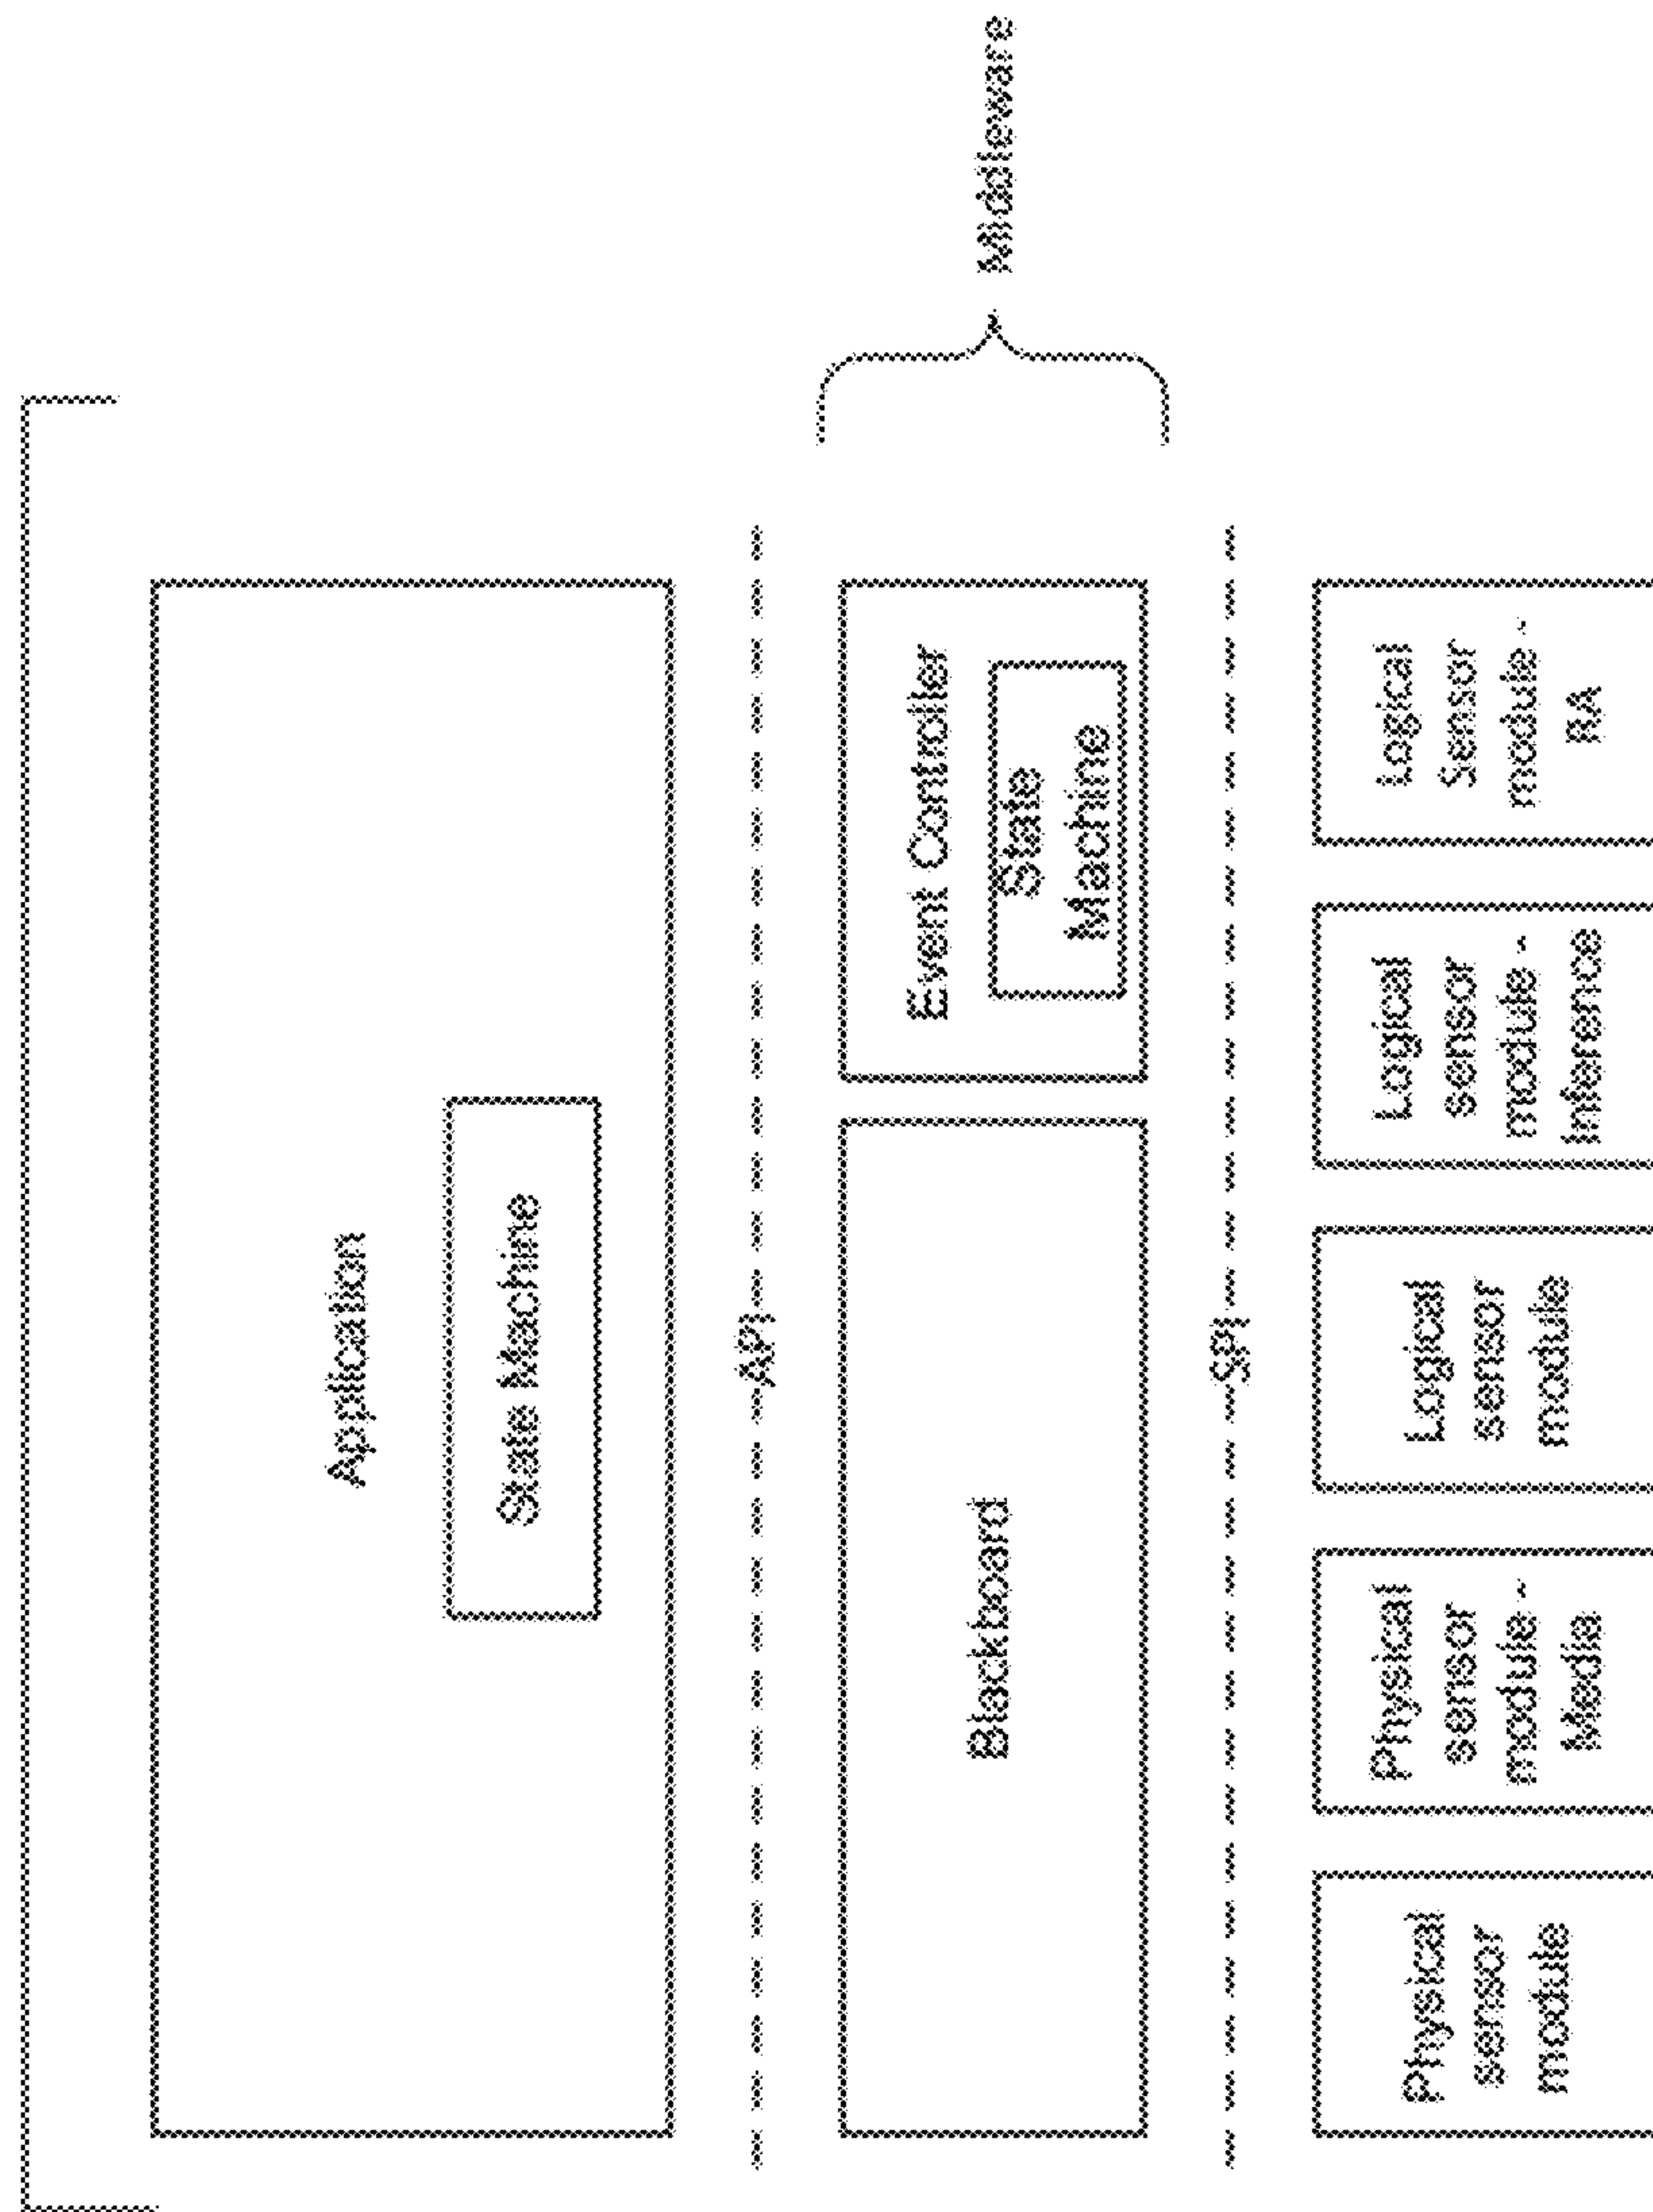 Application
State Machine
API
Blackboard
Event Controller
State
Machine
Middleware
SPI
Physical
sensor
module
Physical
sensor
module -
Media
Logical
sensor
module
Logical
sensor
module -
Inference
Logical
Sensor
module -
RA